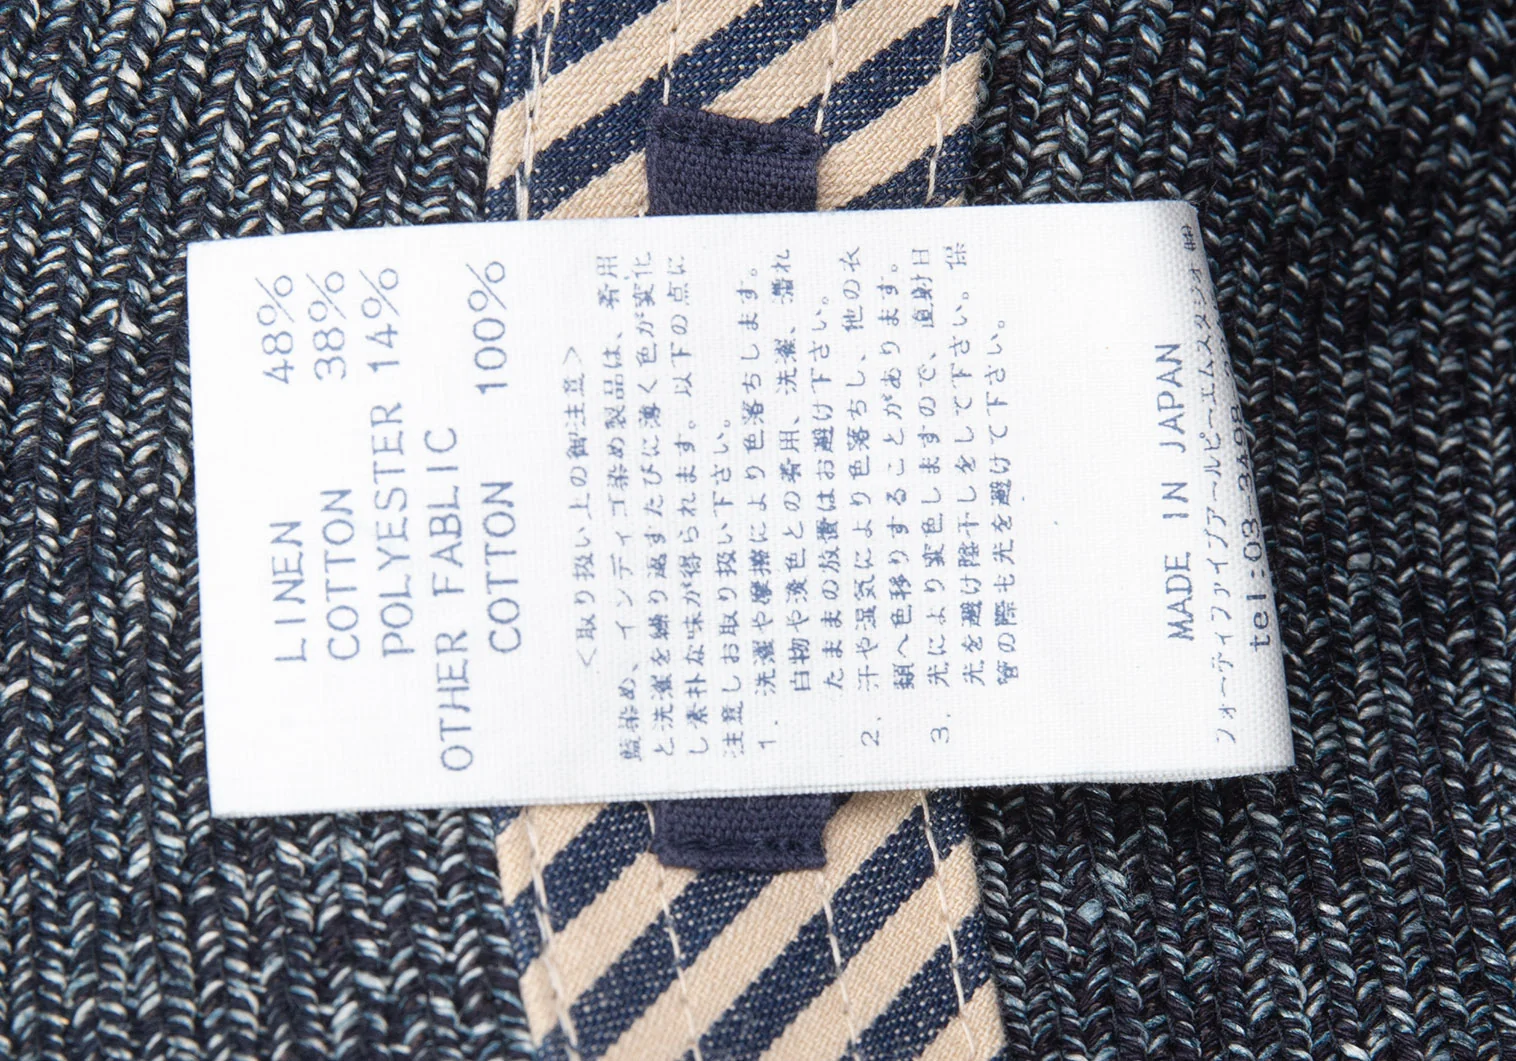 LINEN 48%
COTTON 38%
POLYESTER 14%
OTHER FABLIC
COTTON 100%
＜取り扱い上の御注意＞
藍染め、インディゴ染め製品は、着用
と洗濯を繰り返すたびに薄く色が変化
し素朴な味が得られます。以下の点に
注意しお取り扱い下さい。
1. 洗濯や摩擦により色落ちします。
白物や淡色との着用、洗濯、濡れ
たままの放置はお避け下さい。
2. 汗や湿気により色落ちし、他の衣
類へ色移りすることがあります。
3. 光により変色しますので、直射日
光を避け陰干しをして下さい。保
管の際も光を避けて下さい。
MADE IN JAPAN
フォーティファイブアールピーエムスタジオ ㈱
tel:03-3498